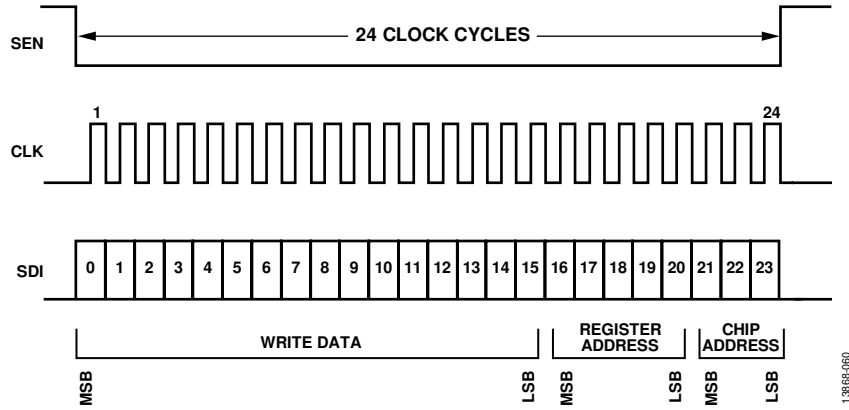 SEN
24 CLOCK CYCLES
1
24
CLK
SDI
0 1 2 3 4 5 6 7 8 9 10 11 12 13 14 15 16 17 18 19 20 21 22 23
WRITE DATA
REGISTER
ADDRESS
CHIP
ADDRESS
MSB
LSB
MSB
LSB
MSB
LSB
13868-060